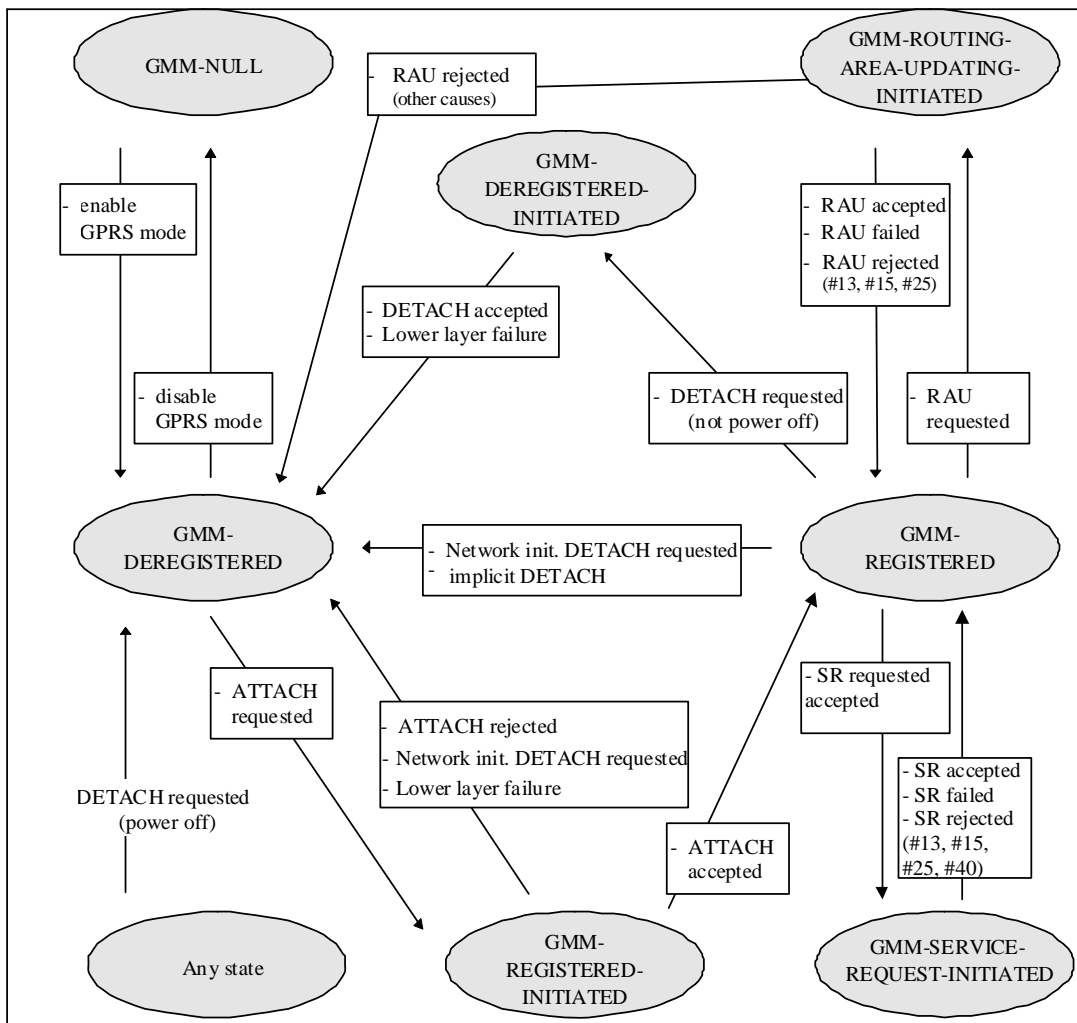 GMM-NULL
GMM-ROUTING-
AREA-UPDATING-
INITIATED
- RAU rejected
(other causes)
GMM-
DEREGISTERED-
INITIATED
- enable
GPRS mode
- RAU accepted
- RAU failed
- RAU rejected
(#13, #15, #25)
- DETACH accepted
- Lower layer failure
- disable
GPRS mode
- DETACH requested
(not power off)
- RAU
requested
GMM-
DEREGISTERED
- Network init. DETACH requested
- implicit DETACH
GMM-
REGISTERED
- ATTACH
requested
- ATTACH rejected
- Network init. DETACH requested
- Lower layer failure
- SR requested
accepted
DETACH requested
(power off)
- ATTACH
accepted
- SR accepted
- SR failed
- SR rejected
(#13, #15,
#25, #40)
Any state
GMM-
REGISTERED-
INITIATED
GMM-SERVICE-
REQUEST-INITIATED